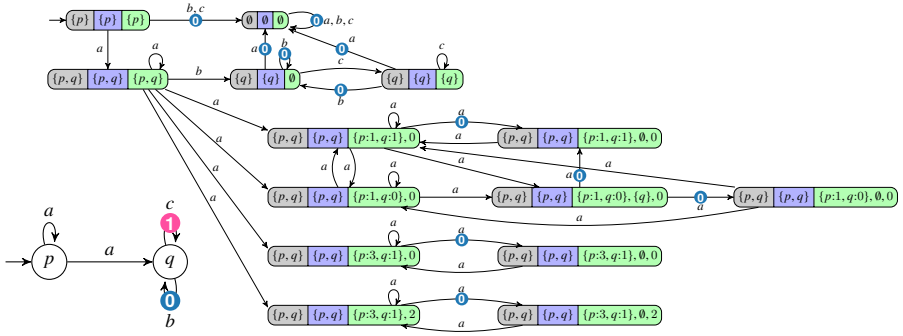 {p} {p} {p}
b, c
0
∅ ∅ ∅
0
a, b, c
a
a
0
b
0
a
0
c
{p, q} {p, q} {p, q}
a
b
{q} {q} ∅
c
0
b
{q} {q} {q}
a
a
a
0
{p, q} {p, q} {p:1, q:1}, 0
a
{p, q} {p, q} {p:1, q:1}, ∅, 0
a
a
a
a
a
a
a
0
a
{p, q} {p, q} {p:1, q:0}, 0
a
{p, q} {p, q} {p:1, q:0}, {q}, 0
0
a
{p, q} {p, q} {p:1, q:0}, ∅, 0
a
a
a
a
0
{p, q} {p, q} {p:3, q:1}, 0
a
{p, q} {p, q} {p:3, q:1}, ∅, 0
a
a
0
{p, q} {p, q} {p:3, q:1}, 2
a
{p, q} {p, q} {p:3, q:1}, ∅, 2
a
c
1
p
a
q
0
b